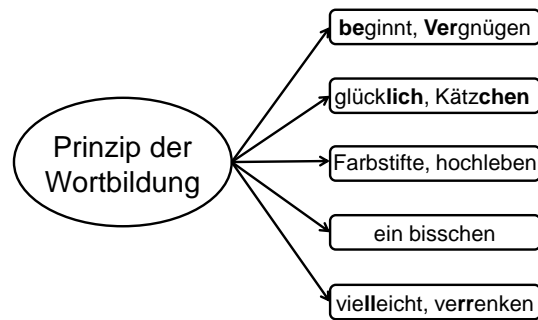 Prinzip der
Wortbildung
beginnt, Vergnügen
glücklich, Kätzchen
Farbstifte, hochleben
ein bisschen
vielleicht, verrenken